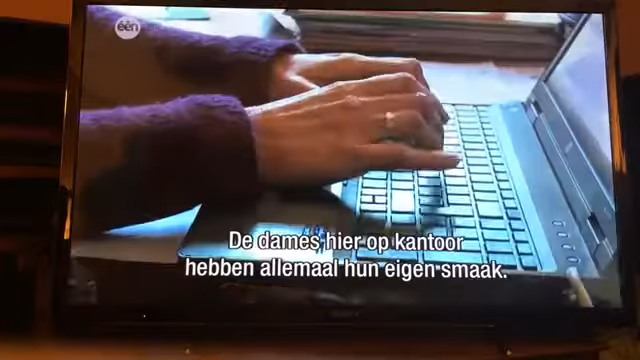 één
De dames hier op kantoor
hebben allemaal hun eigen smaak.